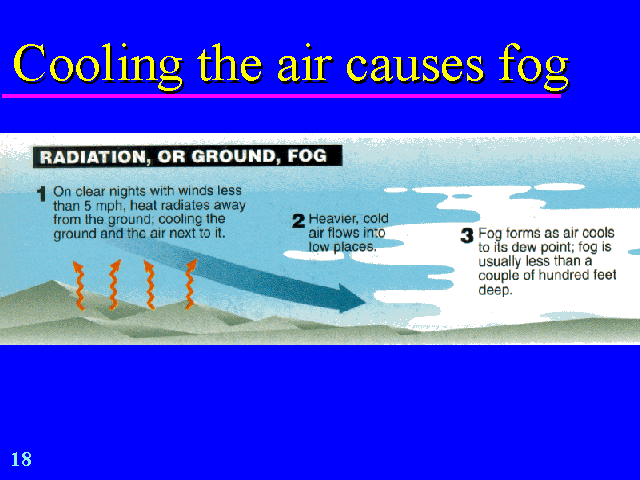 Cooling the air causes fog
RADIATION, OR GROUND, FOG
1 On clear nights with winds less
than 5 mph, heat radiates away
from the ground; cooling the
ground and the air next to it.
2 Heavier, cold
air flows into
low places.
3 Fog forms as air cools
to its dew point; fog is
usually less than a
couple of hundred feet
deep.
18